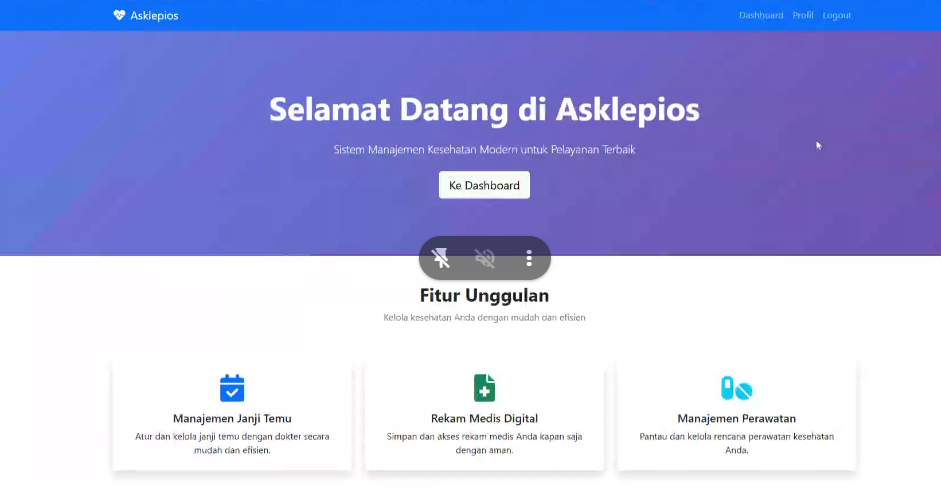 Asklepios
Dashboard Profil Logout
Selamat Datang di Asklepios
Sistem Manajemen Kesehatan Modern untuk Pelayanan Terbaik
Ke Dashboard
Fitur Unggulan
Kelola kesehatan Anda dengan mudah dan efisien
Manajemen Janji Temu
Atur dan kelola janji temu dengan dokter secara
mudah dan efisien.
Rekam Medis Digital
Simpan dan akses rekam medis Anda kapan saja
dengan aman.
Manajemen Perawatan
Pantau dan kelola rencana perawatan kesehatan
Anda.